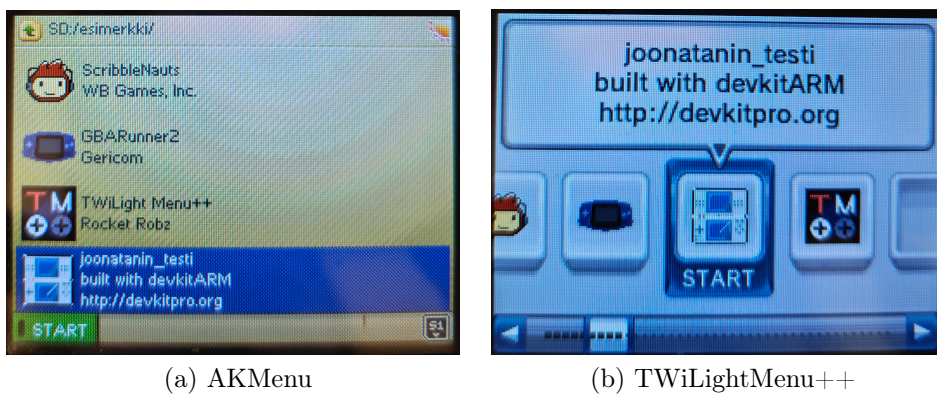 SD:/esimerkki/
ScribbleNauts
WB Games, Inc.
GBARunner2
Gericom
TM
TWiLight Menu++
Rocket Robz
joonatanin_testi
built with devkitARM
http://devkitpro.org
START
S1
(a) AKMenu
joonatanin_testi
built with devkitARM
http://devkitpro.org
TM
START
(b) TWiLightMenu++